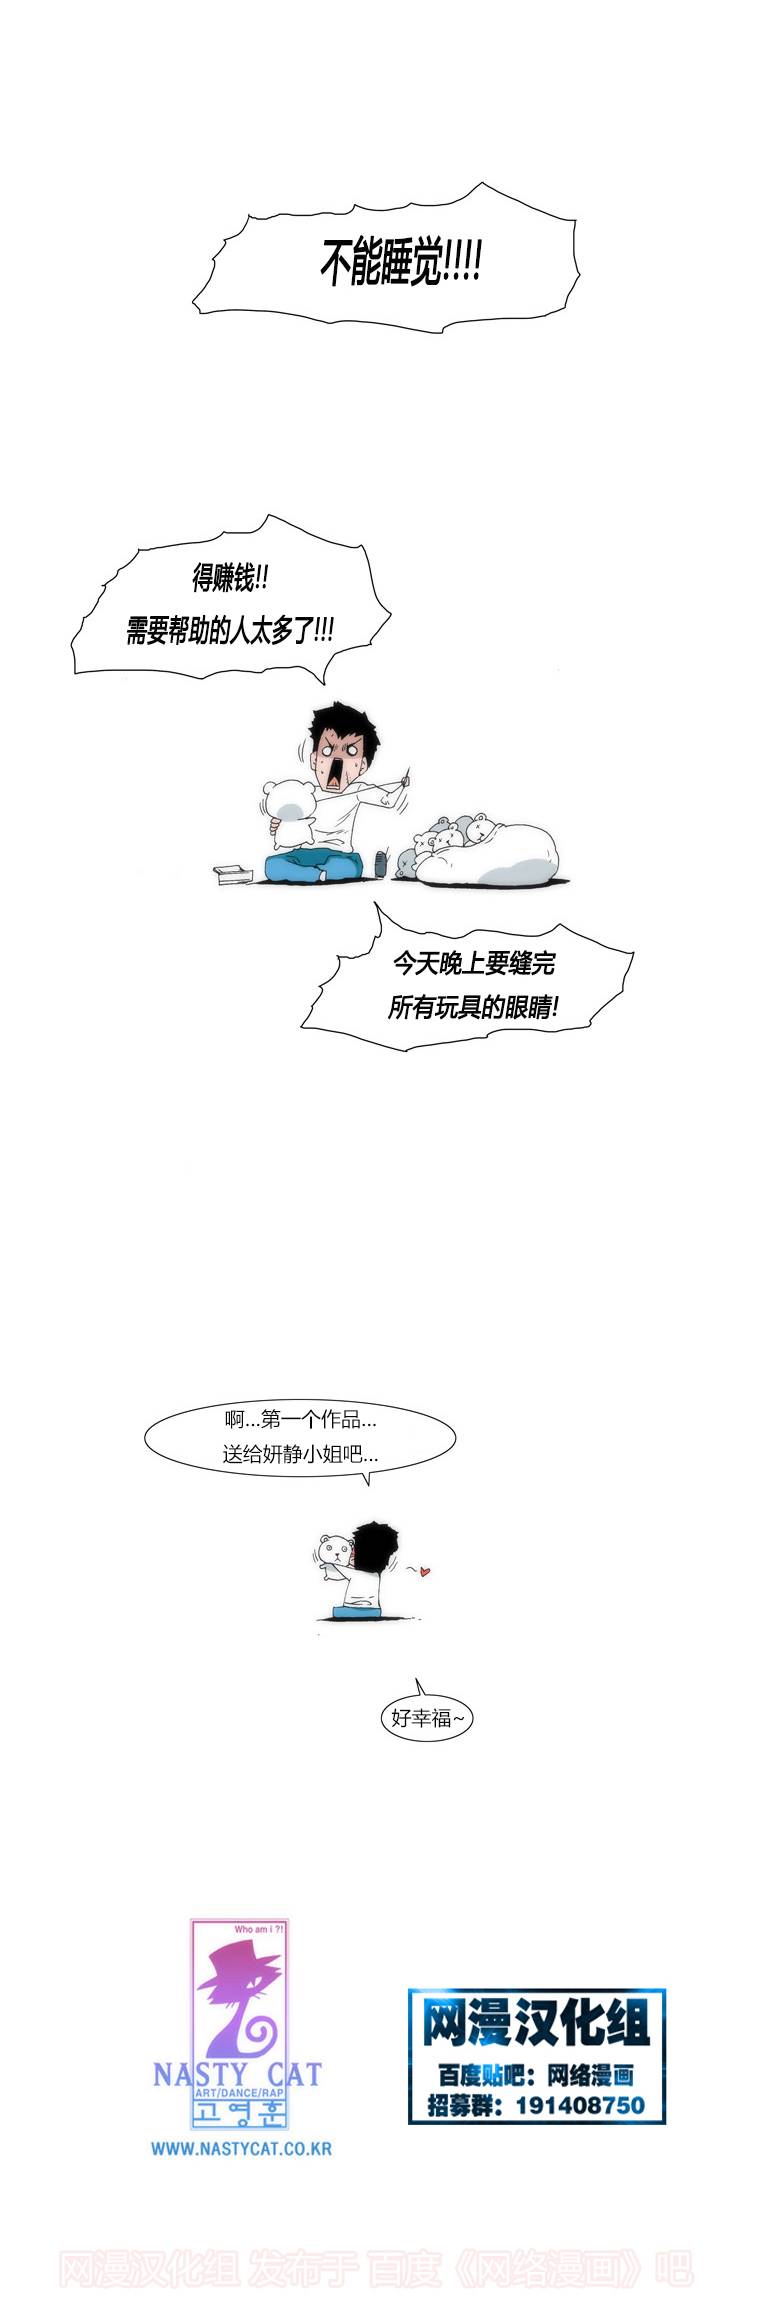 不能睡觉!!!!
得赚钱!!
需要帮助的人太多了!!!
今天晚上要缝完
所有玩具的眼睛!
啊...第一个作品...
送给妍静小姐吧...
好幸福~
Who am i ?!
NASTY CAT
ART/DANCE/RAP
고영훈
WWW.NASTYCAT.CO.KR
网漫汉化组
百度贴吧：网络漫画
招募群：191408750
网漫汉化组 发布于 百度《网络漫画》吧